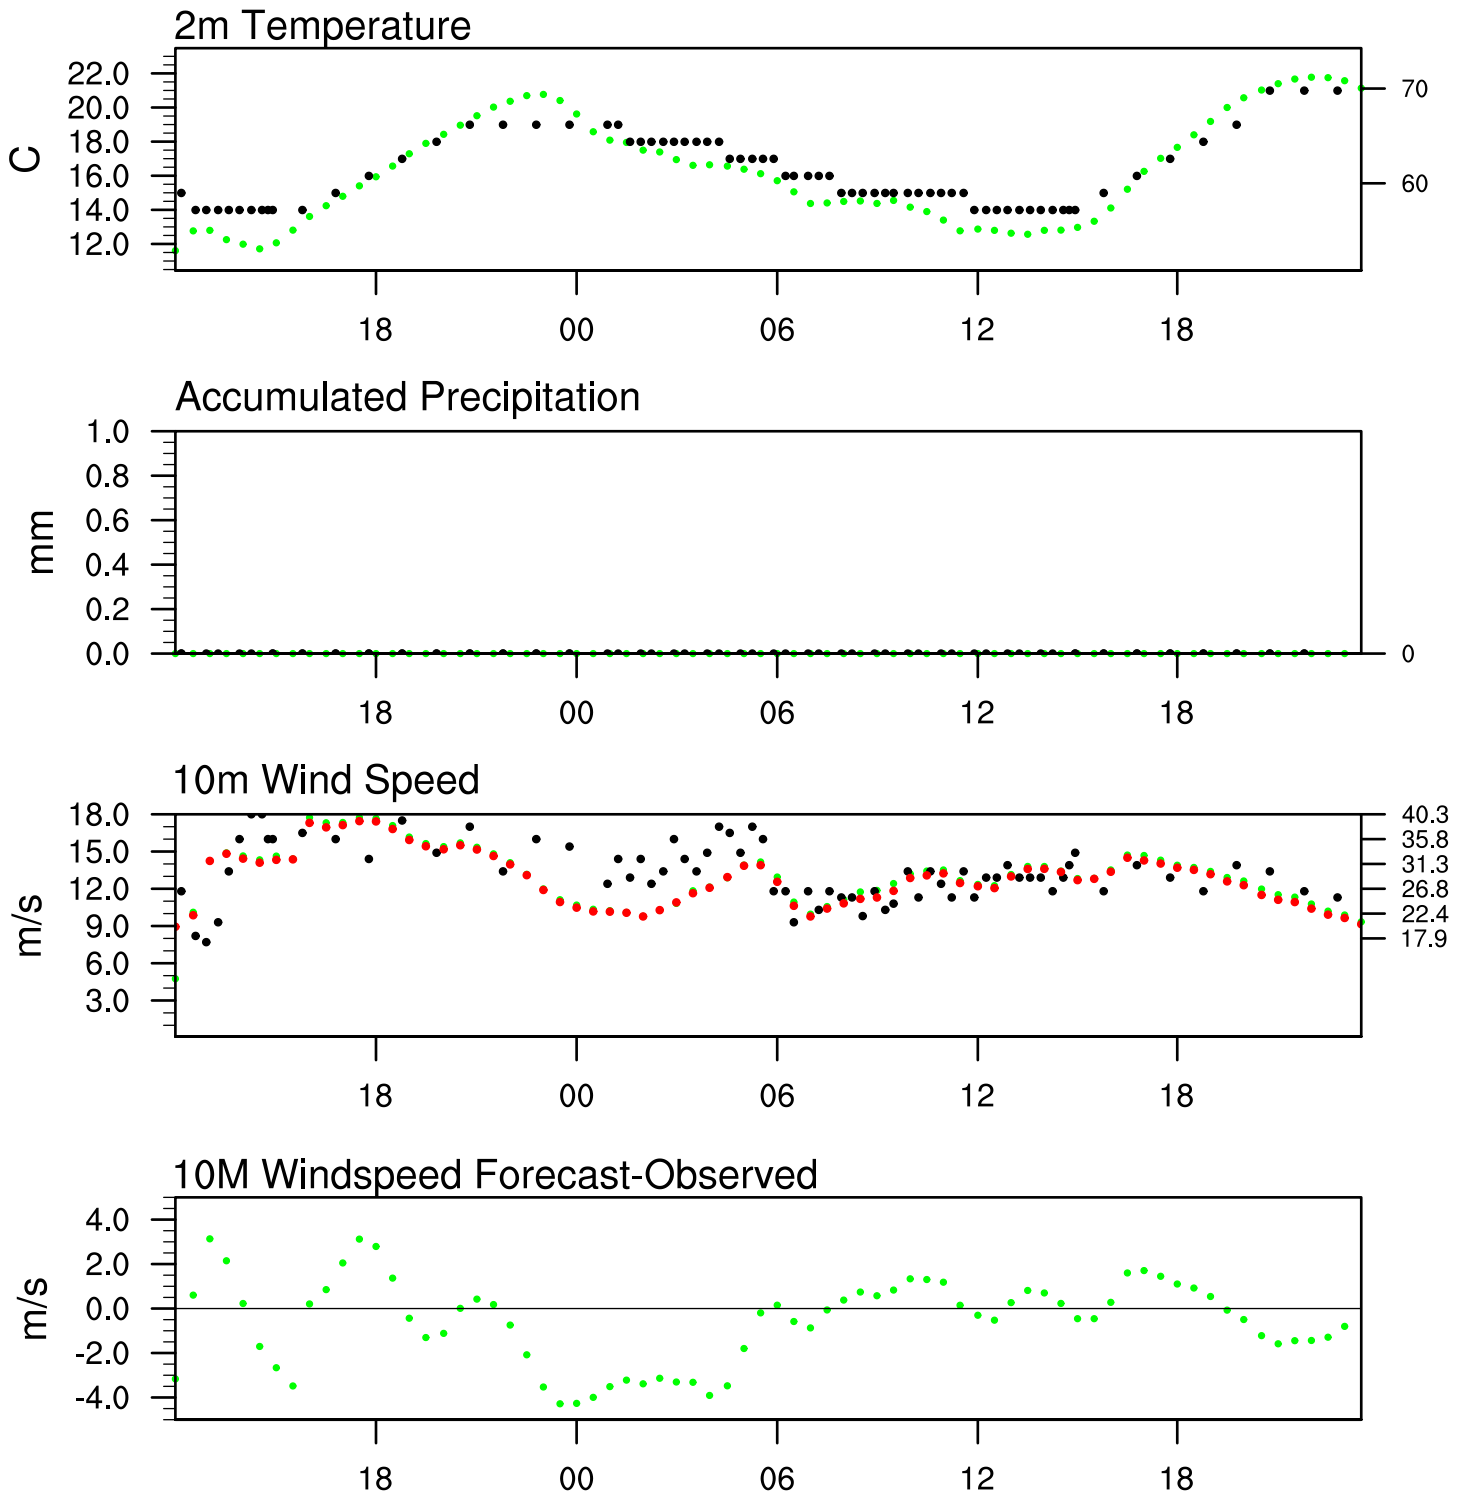 2m Temperature
22.0
20.0
18.0
16.0
14.0
12.0
C
70
60
18 00 06 12 18
Accumulated Precipitation
1.0
0.8
0.6
0.4
0.2
0.0
mm
0
18 00 06 12 18
10m Wind Speed
18.0
15.0
12.0
9.0
6.0
3.0
m/s
40.3
35.8
31.3
26.8
22.4
17.9
18 00 06 12 18
10M Windspeed Forecast-Observed
4.0
2.0
0.0
-2.0
-4.0
m/s
18 00 06 12 18